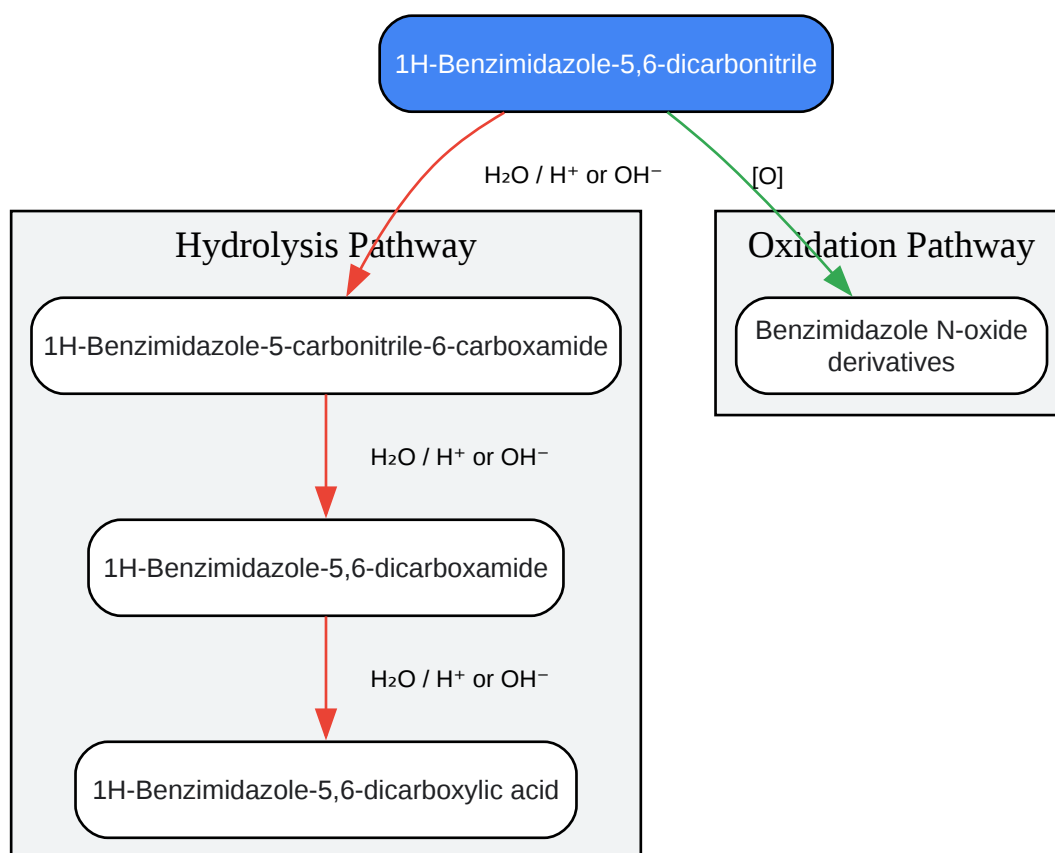 1H-Benzimidazole-5,6-dicarbonitrile
H₂O / H⁺ or OH⁻
[O]
Hydrolysis Pathway
Oxidation Pathway
1H-Benzimidazole-5-carbonitrile-6-carboxamide
Benzimidazole N-oxide
derivatives
H₂O / H⁺ or OH⁻
1H-Benzimidazole-5,6-dicarboxamide
H₂O / H⁺ or OH⁻
1H-Benzimidazole-5,6-dicarboxylic acid